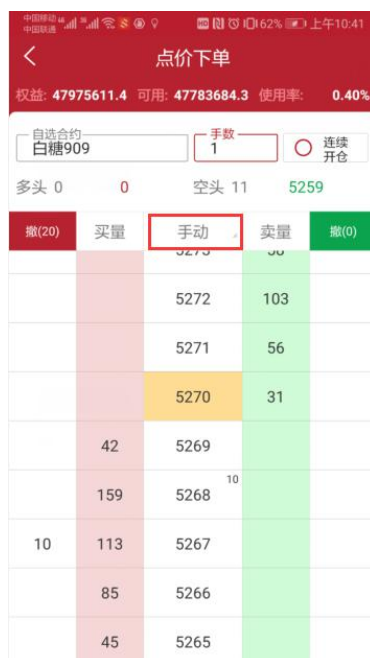 中国移动 46 中国联通 36 62% 上午10:41
点价下单
权益: 47975611.4 可用: 47783684.3 使用率: 0.40%
自选合约 手数
白糖909 1 连续开仓
多头 0 0 空头 11 5259
撤(20) 买量 手动 卖量 撤(0)
5272 103
5271 56
5270 31
42 5269
10
159 5268
10 113 5267
85 5266
45 5265